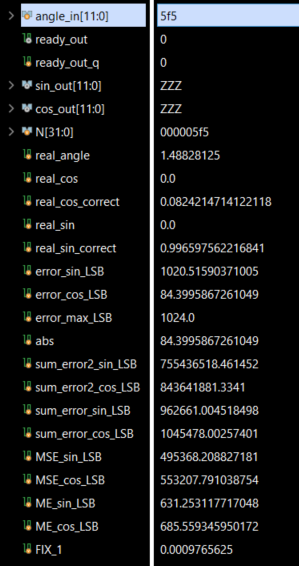 angle_in[11:0] 5f5
ready_out 0
ready_out_q 0
sin_out[11:0] ZZZ
cos_out[11:0] ZZZ
N[31:0] 000005f5
real_angle 1.48828125
real_cos 0.0
real_cos_correct 0.0824214714122118
real_sin 0.0
real_sin_correct 0.996597562216841
error_sin_LSB 1020.51590371005
error_cos_LSB 84.3995867261049
error_max_LSB 1024.0
abs 84.3995867261049
sum_error2_sin_LSB 755436518.461452
sum_error2_cos_LSB 843641881.3341
sum_error_sin_LSB 962661.004518498
sum_error_cos_LSB 1045478.00257401
MSE_sin_LSB 495368.208827181
MSE_cos_LSB 553207.791038754
ME_sin_LSB 631.253117717048
ME_cos_LSB 685.559345950172
FIX_1 0.0009765625